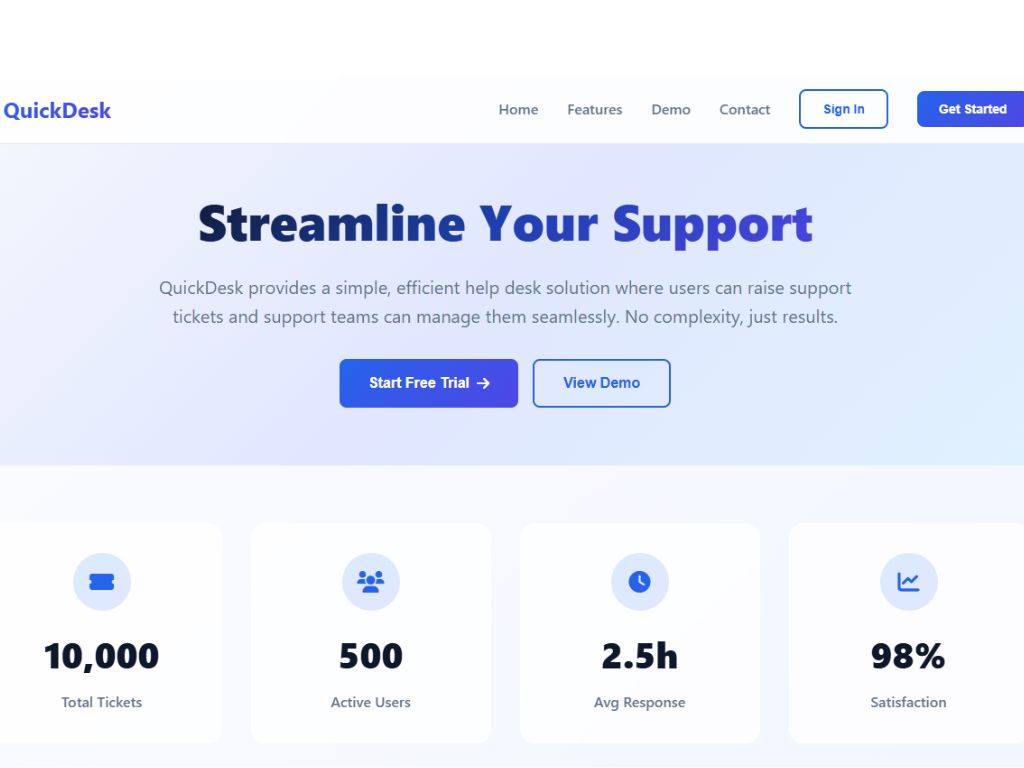 QuickDesk
Home
Features
Demo
Contact
Sign In
Get Started
Streamline Your Support
QuickDesk provides a simple, efficient help desk solution where users can raise support
tickets and support teams can manage them seamlessly. No complexity, just results.
Start Free Trial →
View Demo
10,000
Total Tickets
500
Active Users
2.5h
Avg Response
98%
Satisfaction